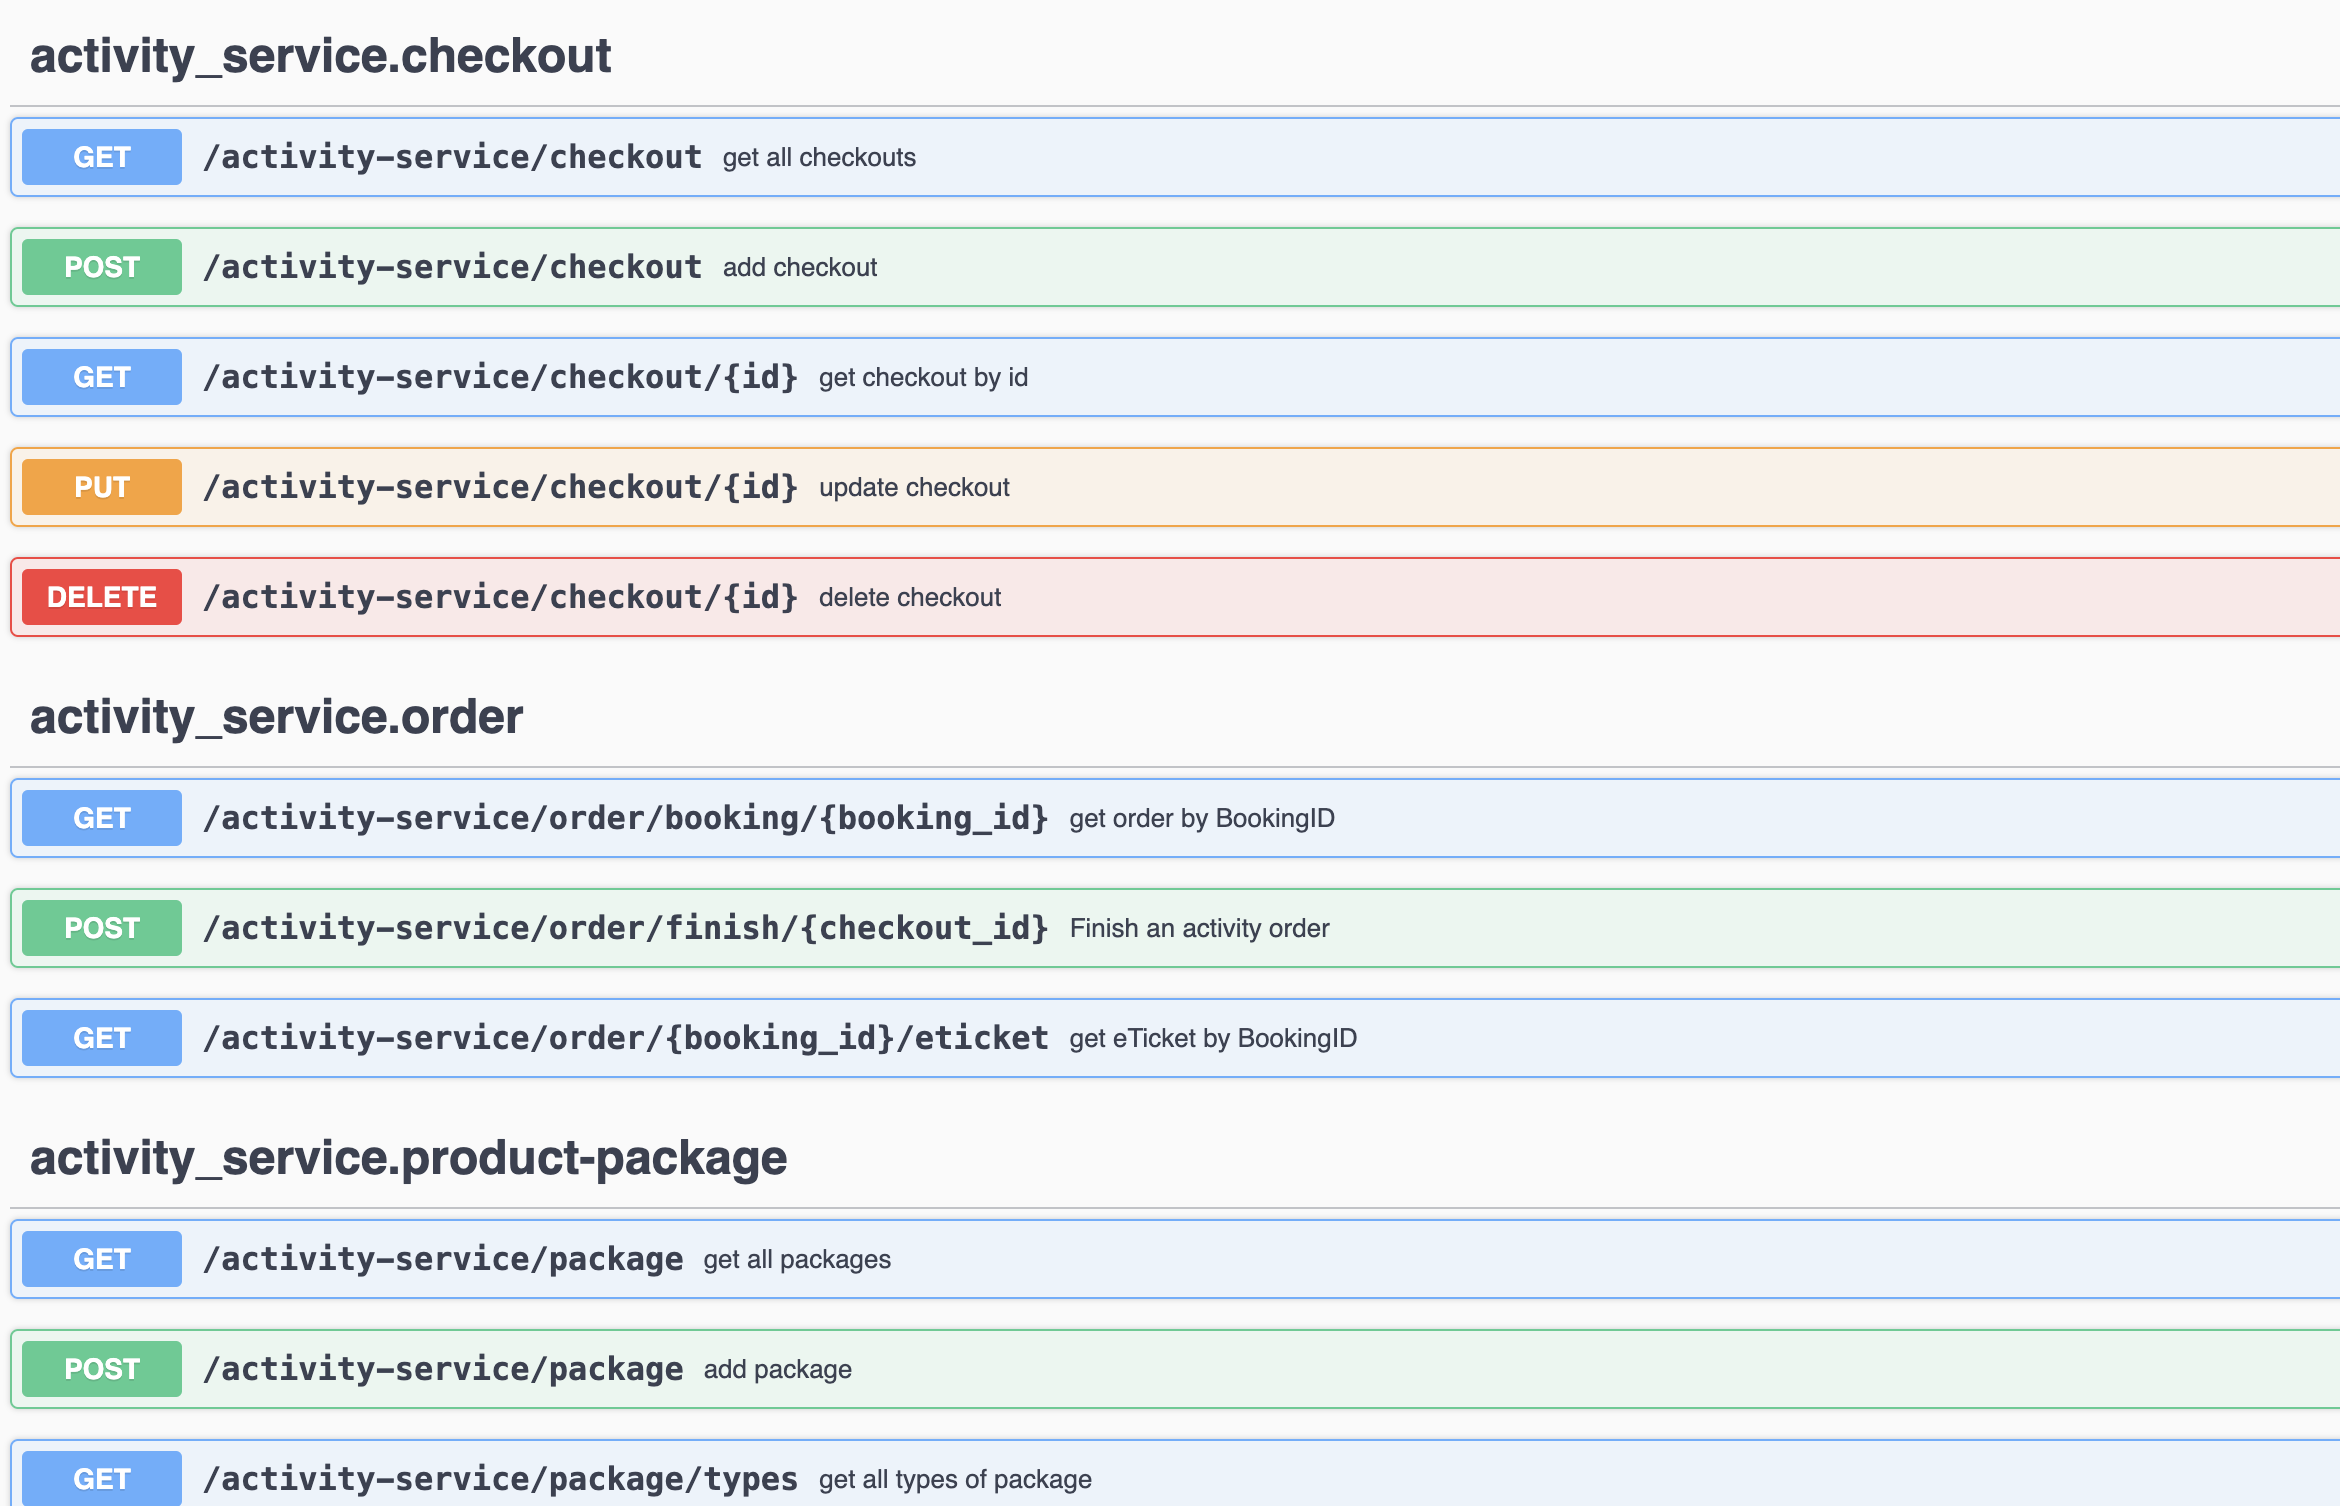 activity_service.checkout
GET /activity-service/checkout get all checkouts
POST /activity-service/checkout add checkout
GET /activity-service/checkout/{id} get checkout by id
PUT /activity-service/checkout/{id} update checkout
DELETE /activity-service/checkout/{id} delete checkout
activity_service.order
GET /activity-service/order/booking/{booking_id} get order by BookingID
POST /activity-service/order/finish/{checkout_id} Finish an activity order
GET /activity-service/order/{booking_id}/eticket get eTicket by BookingID
activity_service.product-package
GET /activity-service/package get all packages
POST /activity-service/package add package
GET /activity-service/package/types get all types of package